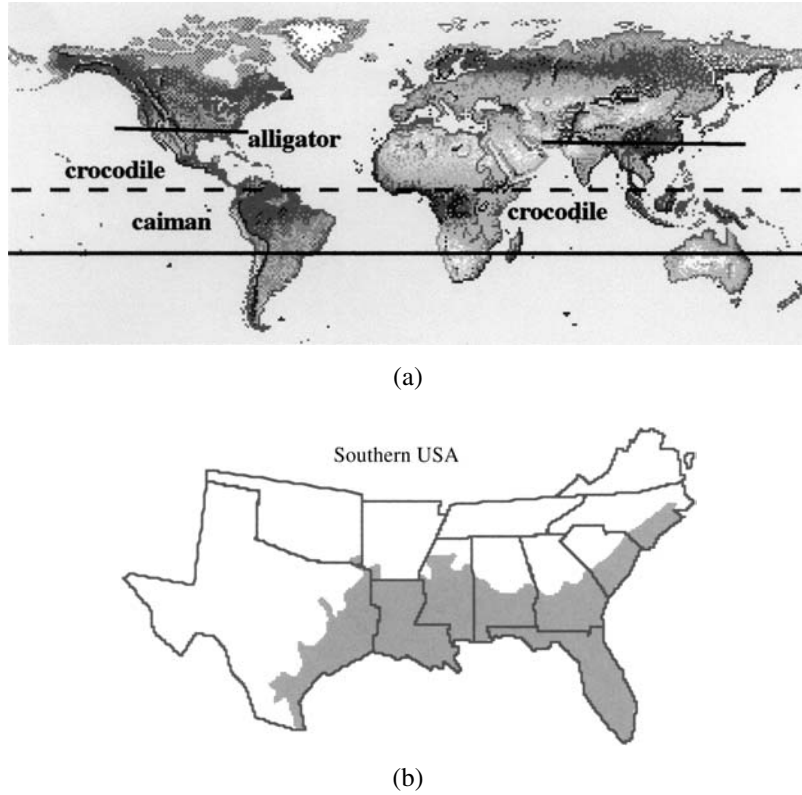 alligator
crocodile
caiman
crocodile
(a)
Southern USA
(b)